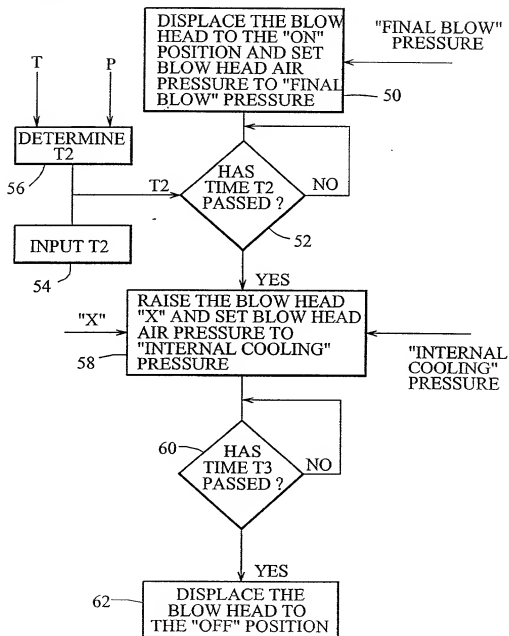 DISPLACE THE BLOW
HEAD TO THE "ON"
POSITION AND SET
BLOW HEAD AIR
PRESSURE TO "FINAL
BLOW" PRESSURE
"FINAL BLOW"
PRESSURE
50
T
P
DETERMINE
T2
56
T2
HAS
TIME T2
PASSED ?
NO
52
INPUT T2
54
YES
RAISE THE BLOW HEAD
"X" AND SET BLOW HEAD
AIR PRESSURE TO
"INTERNAL COOLING"
PRESSURE
"X"
58
"INTERNAL
COOLING"
PRESSURE
60
HAS
TIME T3
PASSED ?
NO
YES
62
DISPLACE THE
BLOW HEAD TO
THE "OFF" POSITION